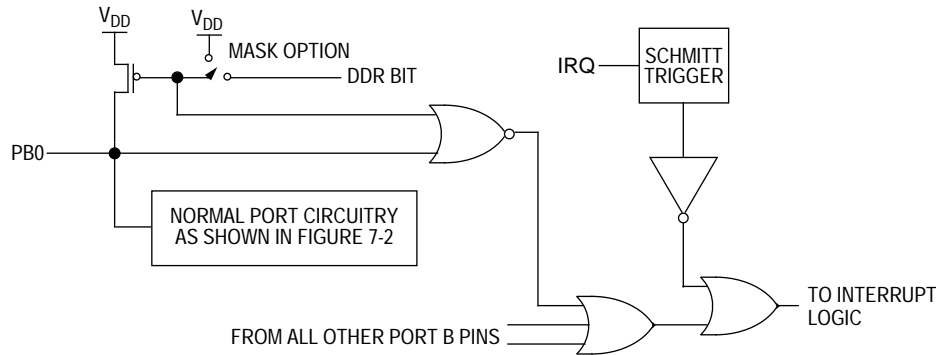 VDD
VDD
MASK OPTION
DDR BIT
IRQ
SCHMITT
TRIGGER
PB0
NORMAL PORT CIRCUITRY
AS SHOWN IN FIGURE 7-2
FROM ALL OTHER PORT B PINS
TO INTERRUPT
LOGIC